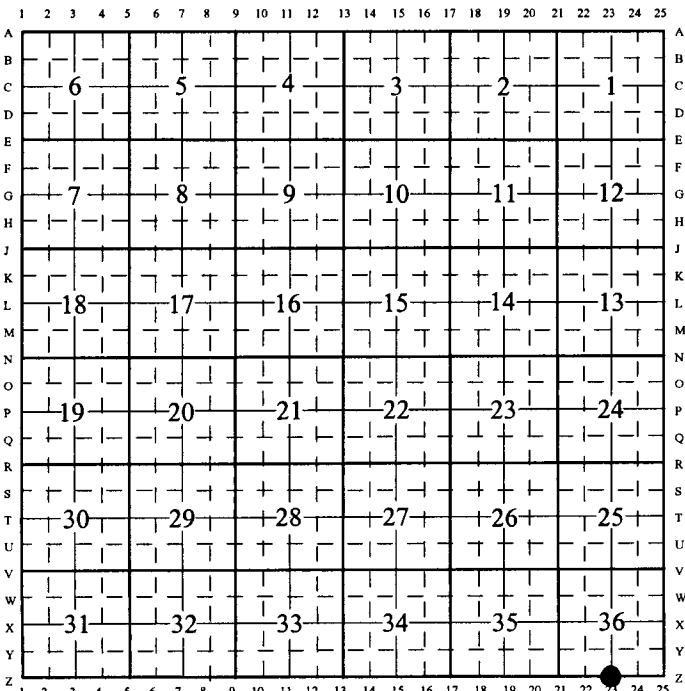 1 2 3 4 5 6 7 8 9 10 11 12 13 14 15 16 17 18 19 20 21 22 23 24 25
A A
B B
C 6 5 4 3 2 1 C
D D
E E
F F
G 7 8 9 10 11 12 G
H H
J J
K K
L 18 17 16 15 14 13 L
M M
N N
O O
P 19 20 21 22 23 24 P
Q Q
R R
S S
T 30 29 28 27 26 25 T
U U
V V
W W
X 31 32 33 34 35 36 X
Y Y
Z Z
1 2 3 4 5 6 7 8 9 10 11 12 13 14 15 16 17 18 19 20 21 22 23 24 25